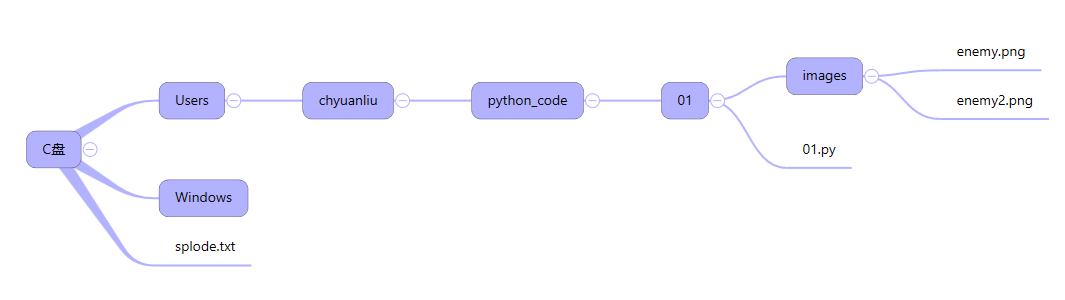 C盘
Users
chyuanliu
python_code
01
images
enemy.png
enemy2.png
01.py
Windows
splode.txt